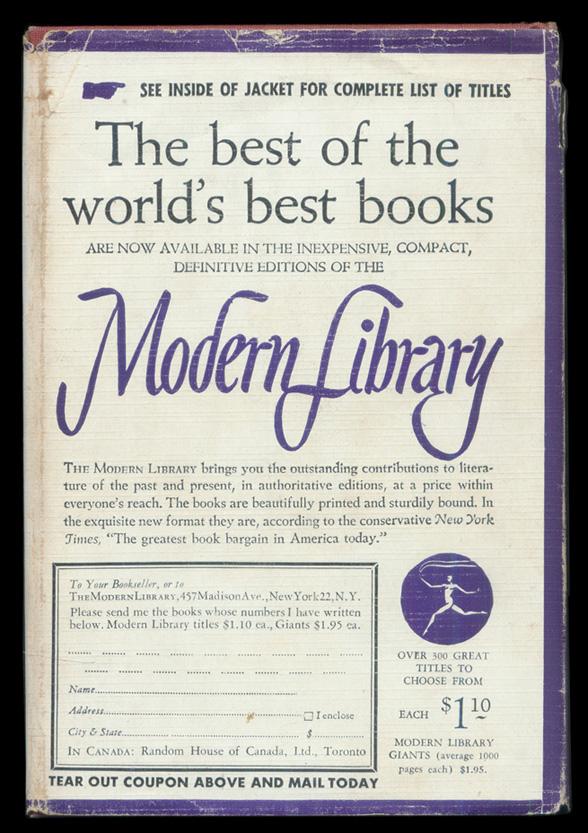 SEE INSIDE OF JACKET FOR COMPLETE LIST OF TITLES
The best of the
world's best books
ARE NOW AVAILABLE IN THE INEXPENSIVE, COMPACT,
DEFINITIVE EDITIONS OF THE
Modern Library
THE MODERN LIBRARY brings you the outstanding contributions to litera-
ture of the past and present, in authoritative editions, at a price within
everyone's reach. The books are beautifully printed and sturdily bound. In
the exquisite new format they are, according to the conservative New York
Times, "The greatest book bargain in America today."
To Your Bookseller, or to
THE MODERN LIBRARY, 457 Madison Ave., New York 22, N. Y.
Please send me the books whose numbers I have written
below. Modern Library titles $1.10 ea., Giants $1.95 ea.
Name
Address
I enclose
City & State
$
IN CANADA: Random House of Canada, Ltd., Toronto
TEAR OUT COUPON ABOVE AND MAIL TODAY
OVER 300 GREAT
TITLES TO
CHOOSE FROM
EACH $1.10
MODERN LIBRARY
GIANTS (average 1000
pages each) $1.95.